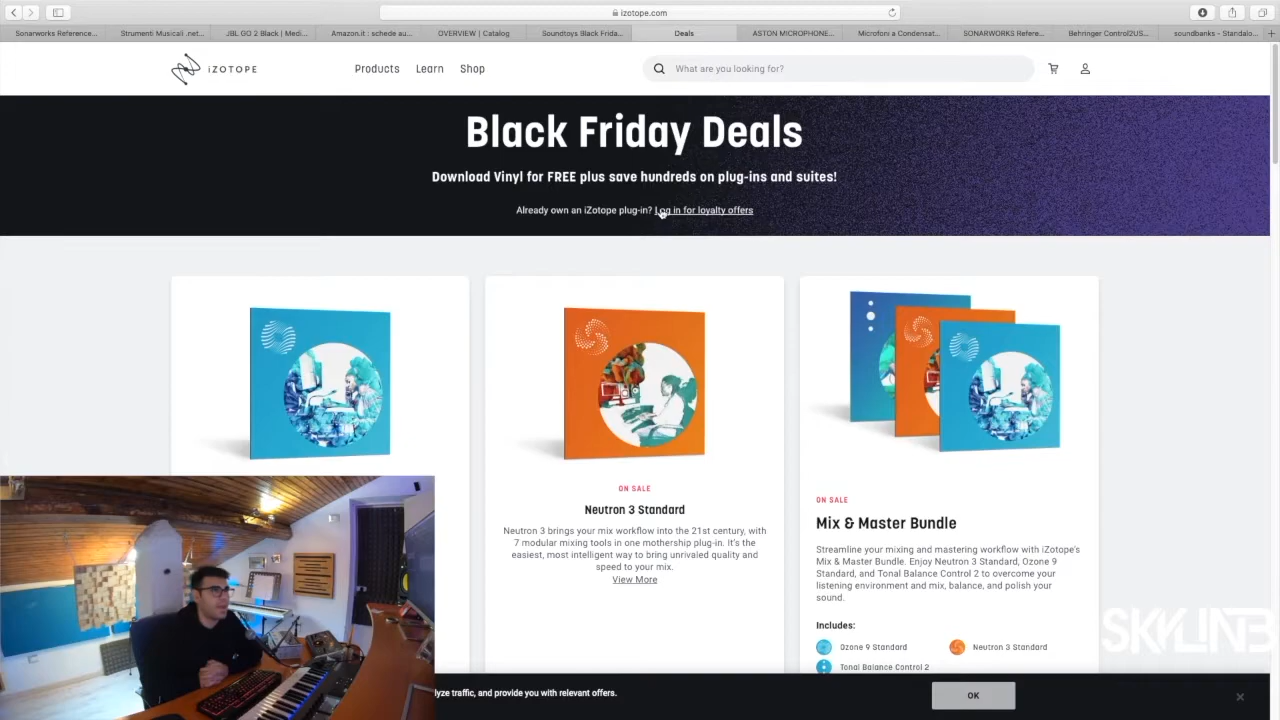 izotope.com
Sonarworks Reference...
Strumenti Musicali .net...
JBL GO 2 Black | Medi...
Amazon.it : schede au...
OVERVIEW | Catalog
Soundtoys Black Frida...
Deals
ASTON MICROPHONE...
Microfoni a Condensat...
SONARWORKS Refere...
Behringer Control2US...
soundbanks - Standalo...
iZOTOPE
Products
Learn
Shop
What are you looking for?
Black Friday Deals
Download Vinyl for FREE plus save hundreds on plug-ins and suites!
Already own an iZotope plug-in? Log in for loyalty offers
ON SALE
Neutron 3 Standard
Neutron 3 brings your mix workflow into the 21st century, with
7 modular mixing tools in one mothership plug-in. It's the
easiest, most intelligent way to bring unrivaled quality and
speed to your mix.
View More
ON SALE
Mix & Master Bundle
Streamline your mixing and mastering workflow with iZotope's
Mix & Master Bundle. Enjoy Neutron 3 Standard, Ozone 9
Standard, and Tonal Balance Control 2 to overcome your
listening environment and mix, balance, and polish your
sound.
Includes:
Ozone 9 Standard
Neutron 3 Standard
Tonal Balance Control 2
lyze traffic, and provide you with relevant offers.
OK